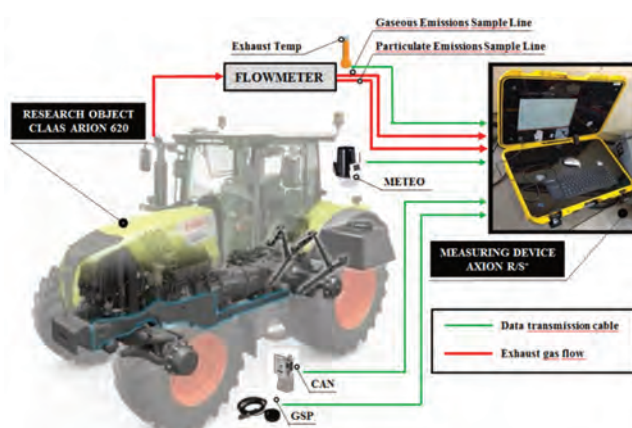 Gaseous Emissions Sample Line
Exhaust Temp
Particulate Emissions Sample Line
FLOWMETER
RESEARCH OBJECT
CLAAS ARION 620
METEO
MEASURING DEVICE
AXION R/S+
Data transmission cable
Exhaust gas flow
CAN
GSP